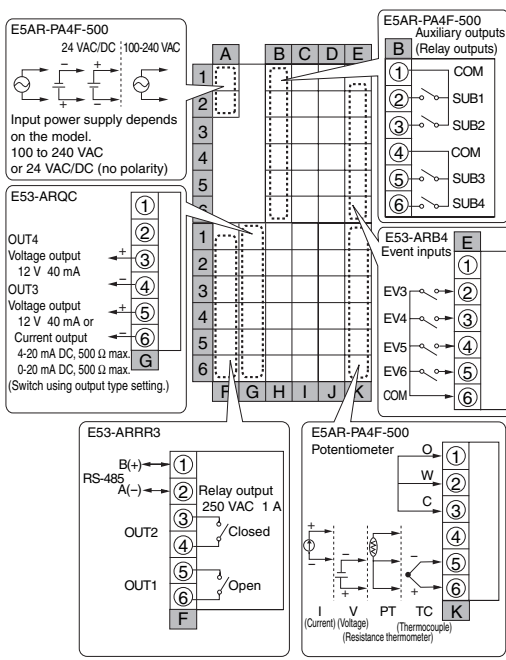 E5AR-PA4F-500
24 VAC/DC 100-240 VAC
− −
+ +
Input power supply depends
on the model.
100 to 240 VAC
or 24 VAC/DC (no polarity)
A B C D E
1
2
3
4
5
6
1
2
3
4
5
6
F G H I J K
E5AR-PA4F-500
Auxiliary outputs
(Relay outputs)
B
1 COM
2 SUB1
3 SUB2
4 COM
5 SUB3
6 SUB4
E53-ARQC
1
2
OUT4
Voltage output + 3
12 V 40 mA
− 4
OUT3
Voltage output + 5
12 V 40 mA or
Current output − 6
4-20 mA DC, 500 Ω max.
0-20 mA DC, 500 Ω max.
G
(Switch using output type setting.)
E53-ARB4
Event inputs
E
1
EV3 2
EV4 3
EV5 4
EV6 5
COM 6
E53-ARRR3
B(+) 1
RS-485
A(−) 2
Relay output
250 VAC 1 A
3
OUT2 Closed
4
5
OUT1 Open
6
F
E5AR-PA4F-500
Potentiometer
O 1
W 2
C 3
4
5
6
+ − −
− + +
I V PT TC K
(Current) (Voltage) (Thermocouple)
(Resistance thermometer)